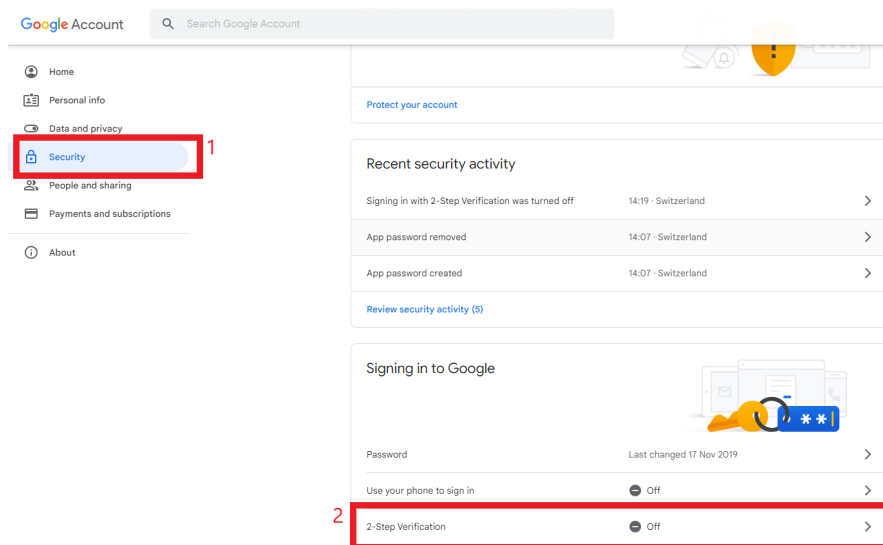 Google Account
Search Google Account
Home
Personal info
Data and privacy
Security
1
People and sharing
Payments and subscriptions
About
Protect your account
Recent security activity
Signing in with 2-Step Verification was turned off 14:19 · Switzerland
App password removed 14:07 · Switzerland
App password created 14:07 · Switzerland
Review security activity (5)
Signing in to Google
**|
Password Last changed 17 Nov 2019
Use your phone to sign in Off
2
2-Step Verification Off